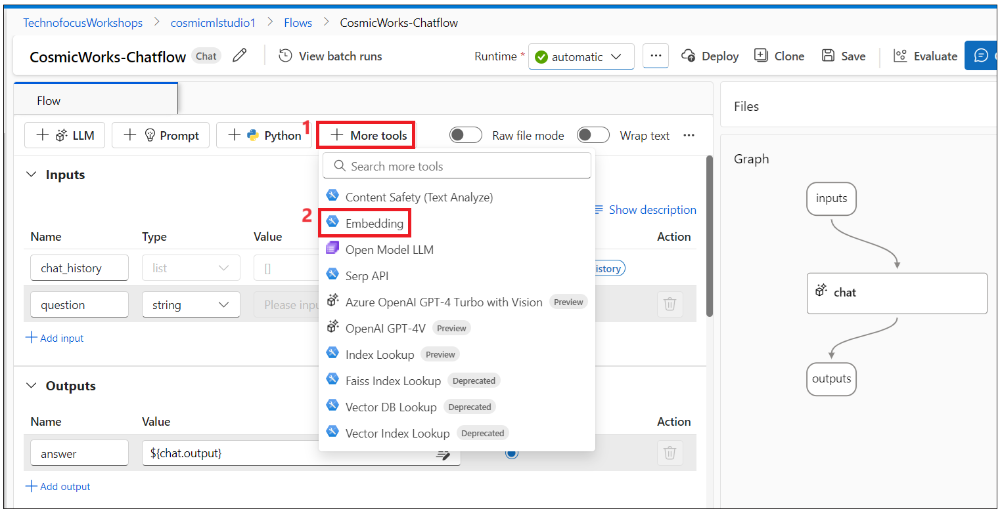 TechnofocusWorkshops > cosmicmlstudio1 > Flows > CosmicWorks-Chatflow
CosmicWorks-Chatflow Chat View batch runs Runtime * automatic ... Deploy Clone Save Evaluate
Flow
Files
+ LLM + Prompt + Python 1 + More tools Raw file mode Wrap text ...
Search more tools
Graph
Inputs
inputs
Content Safety (Text Analyze)
Show description
2 Embedding
Name Type Value Action
Open Model LLM
chat_history list [] istory
Serp API
chat
question string Please inpu
Azure OpenAI GPT-4 Turbo with Vision Preview
OpenAI GPT-4V Preview
+ Add input
Index Lookup Preview
Faiss Index Lookup Deprecated
outputs
Outputs
Vector DB Lookup Deprecated
Name Value Action
Vector Index Lookup Deprecated
answer ${chat.output}
+ Add output